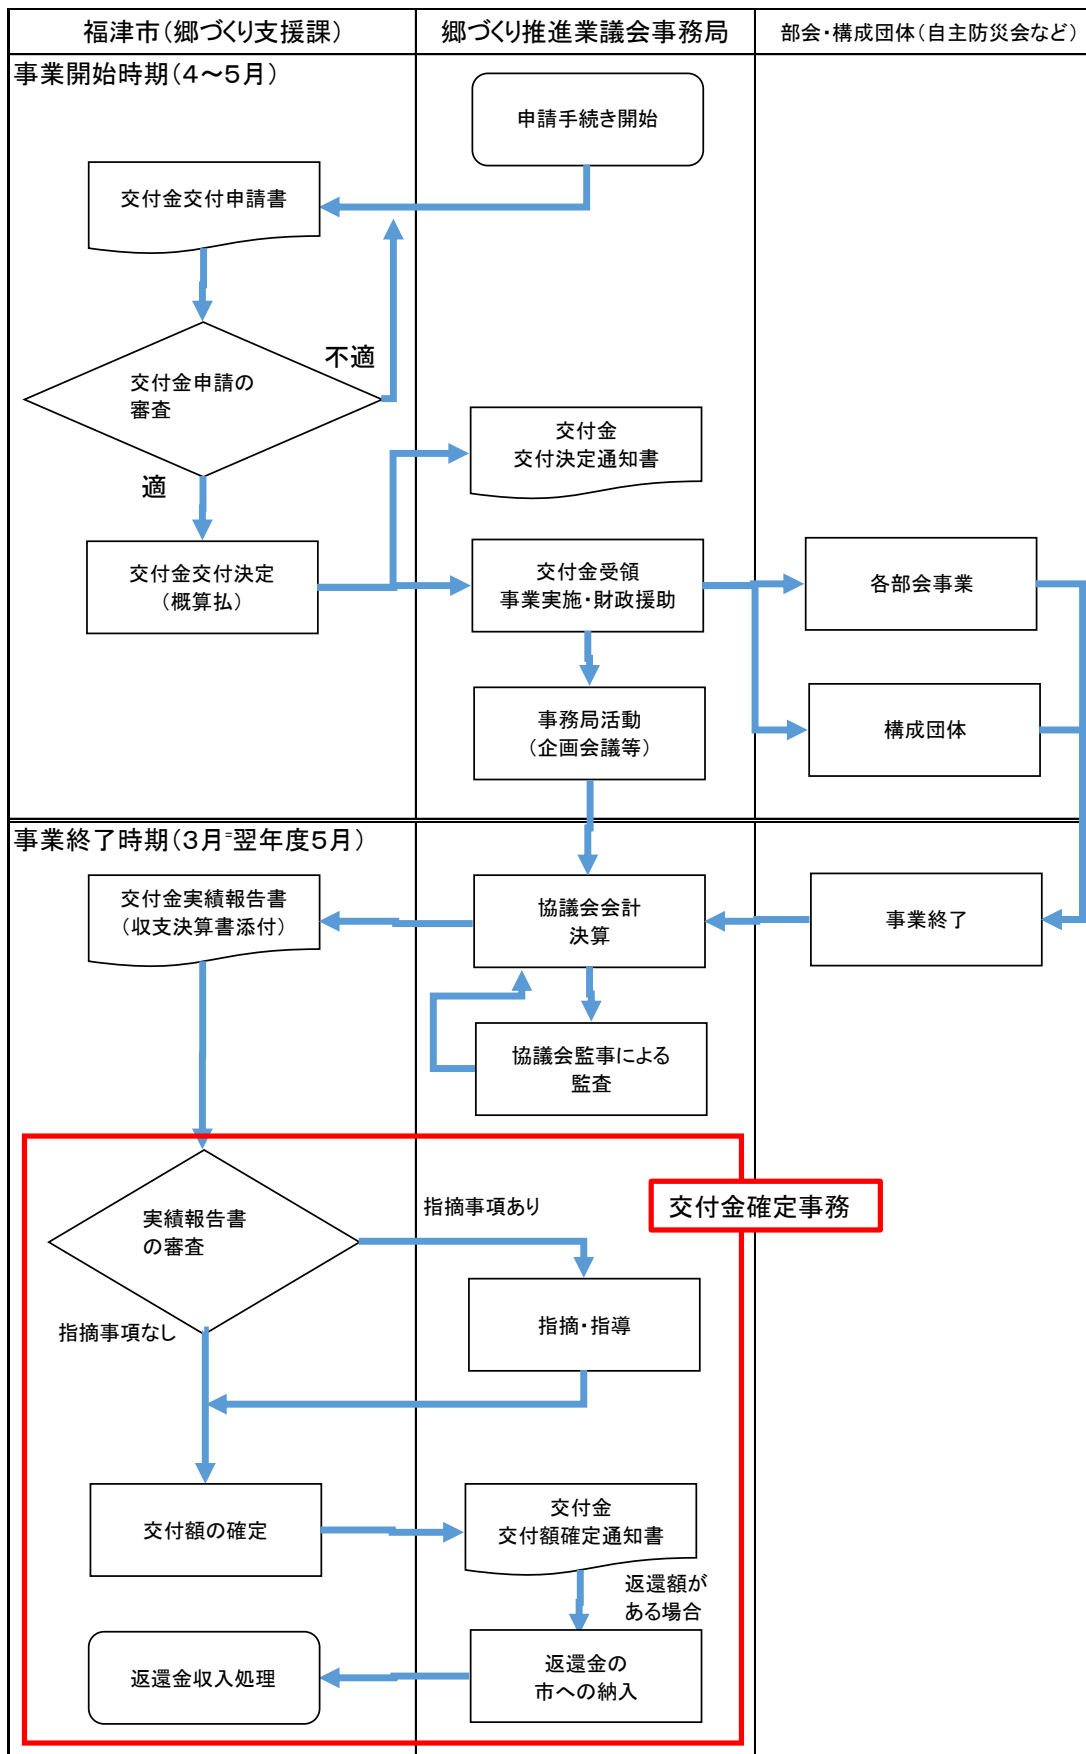 福津市（郷づくり支援課）
郷づくり推進業議会事務局
部会・構成団体（自主防災会など）
事業開始時期（４～５月）
申請手続き開始
交付金交付申請書
不適
交付金申請の
審査
適
交付金
交付決定通知書
交付金交付決定
（概算払）
交付金受領
事業実施・財政援助
各部会事業
事務局活動
（企画会議等）
構成団体
事業終了時期（３月=翌年度５月）
交付金実績報告書
（収支決算書添付）
協議会会計
決算
事業終了
協議会監事による
監査
交付金確定事務
実績報告書
の審査
指摘事項あり
指摘事項なし
指摘・指導
交付額の確定
交付金
交付額確定通知書
返還額が
ある場合
返還金収入処理
返還金の
市への納入